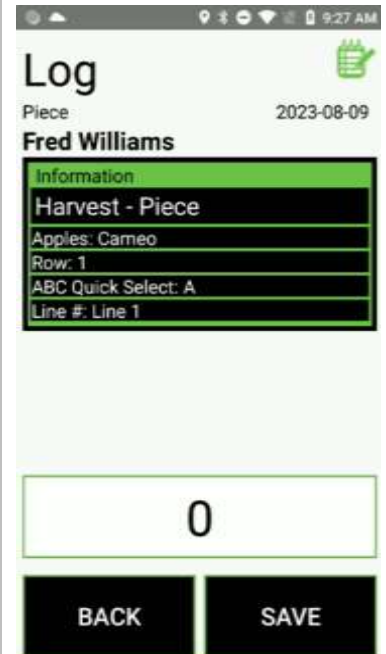 9:27 AM
Log
Piece 2023-08-09
Fred Williams
Information
Harvest - Piece
Apples: Cameo
Row: 1
ABC Quick Select: A
Line #: Line 1
0
BACK SAVE